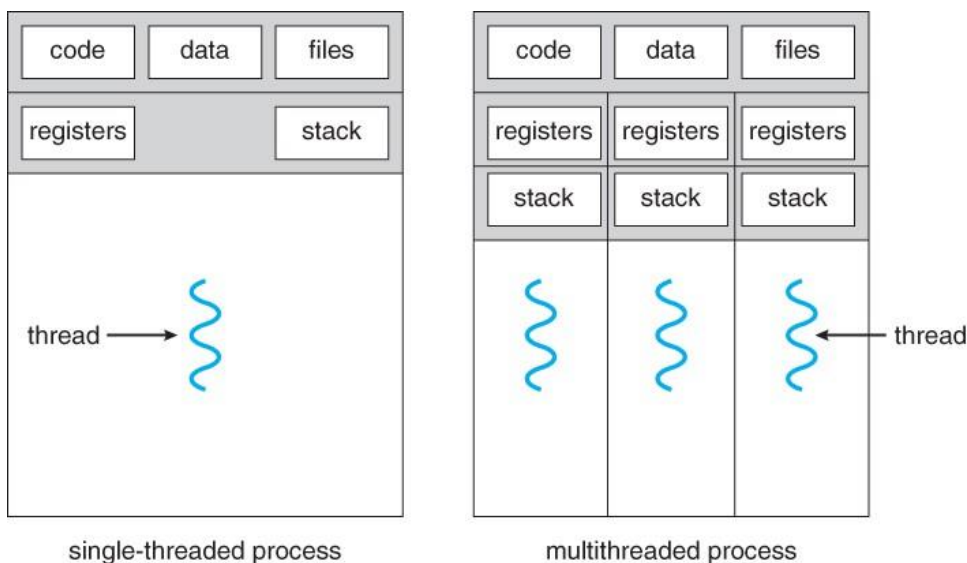 code data files
registers stack
thread
single-threaded process
code data files
registers registers registers
stack stack stack
thread
multithreaded process